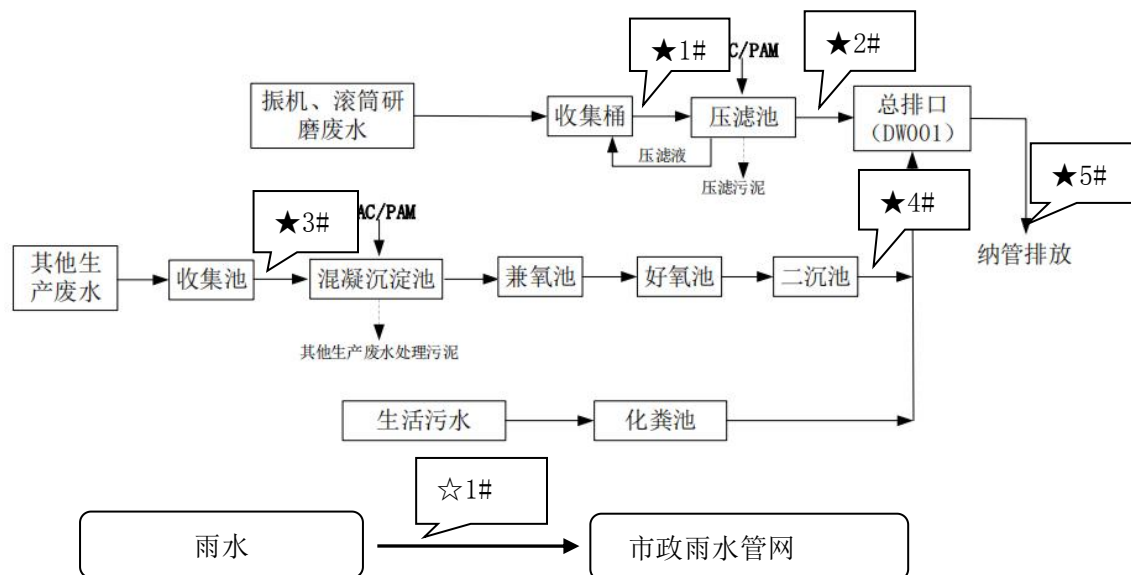 ★1#
C/PAM
★2#
振机、滚筒研
磨废水
收集桶
压滤池
总排口
（DW001）
压滤液
压滤污泥
★3#
AC/PAM
★4#
★5#
其他生
产废水
收集池
混凝沉淀池
兼氧池
好氧池
二沉池
纳管排放
其他生产废水处理污泥
生活污水
化粪池
☆1#
雨水
市政雨水管网